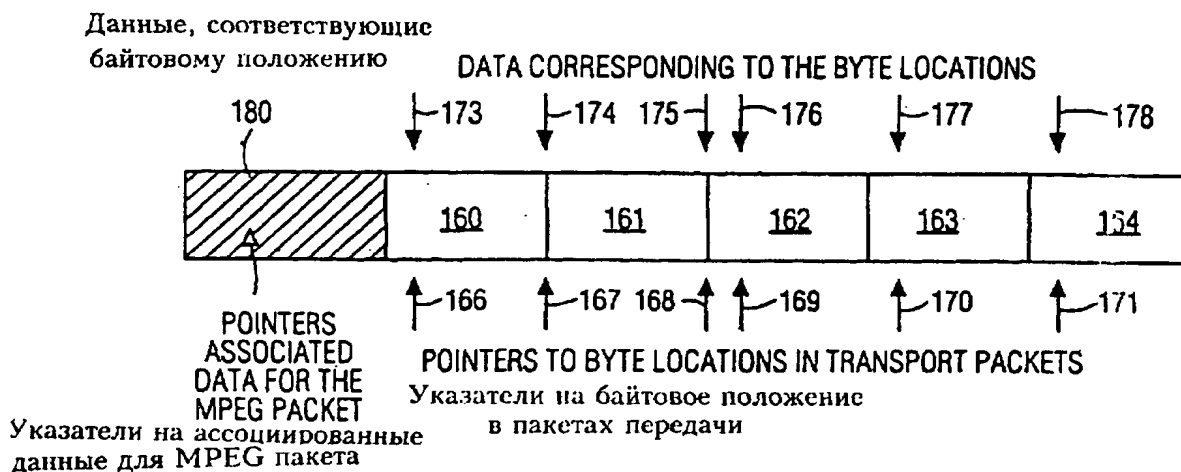 Данные, соответствующие
байтовому положению
DATA CORRESPONDING TO THE BYTE LOCATIONS
180
173
174
175
176
177
178
160
161
162
163
164
166
167
168
169
170
171
POINTERS
ASSOCIATED
DATA FOR THE
MPEG PACKET
POINTERS TO BYTE LOCATIONS IN TRANSPORT PACKETS
Указатели на байтовое положение
в пакетах передачи
Указатели на ассоциированные
данные для MPEG пакета